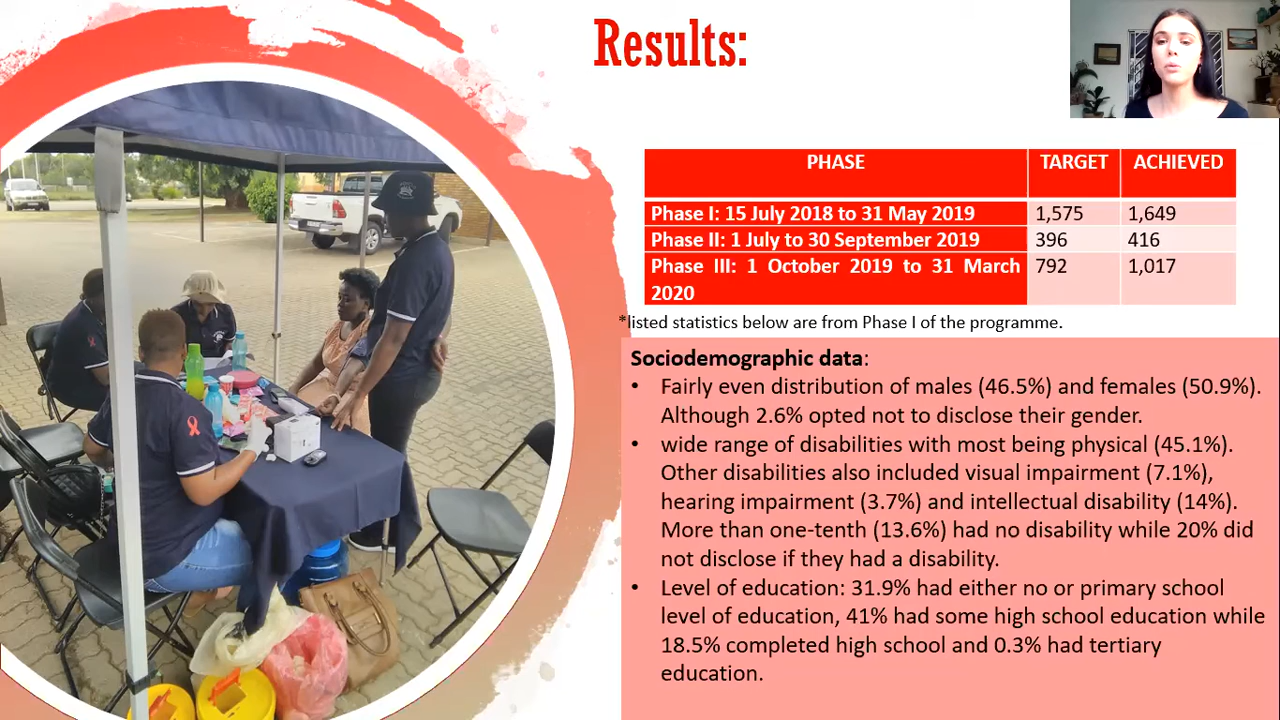 Results:
PHASE TARGET ACHIEVED
Phase I: 15 July 2018 to 31 May 2019 1,575 1,649
Phase II: 1 July to 30 September 2019 396 416
Phase III: 1 October 2019 to 31 March 792 1,017
2020
*listed statistics below are from Phase I of the programme.
Sociodemographic data:
• Fairly even distribution of males (46.5%) and females (50.9%).
Although 2.6% opted not to disclose their gender.
• wide range of disabilities with most being physical (45.1%).
Other disabilities also included visual impairment (7.1%),
hearing impairment (3.7%) and intellectual disability (14%).
More than one-tenth (13.6%) had no disability while 20% did
not disclose if they had a disability.
• Level of education: 31.9% had either no or primary school
level of education, 41% had some high school education while
18.5% completed high school and 0.3% had tertiary
education.